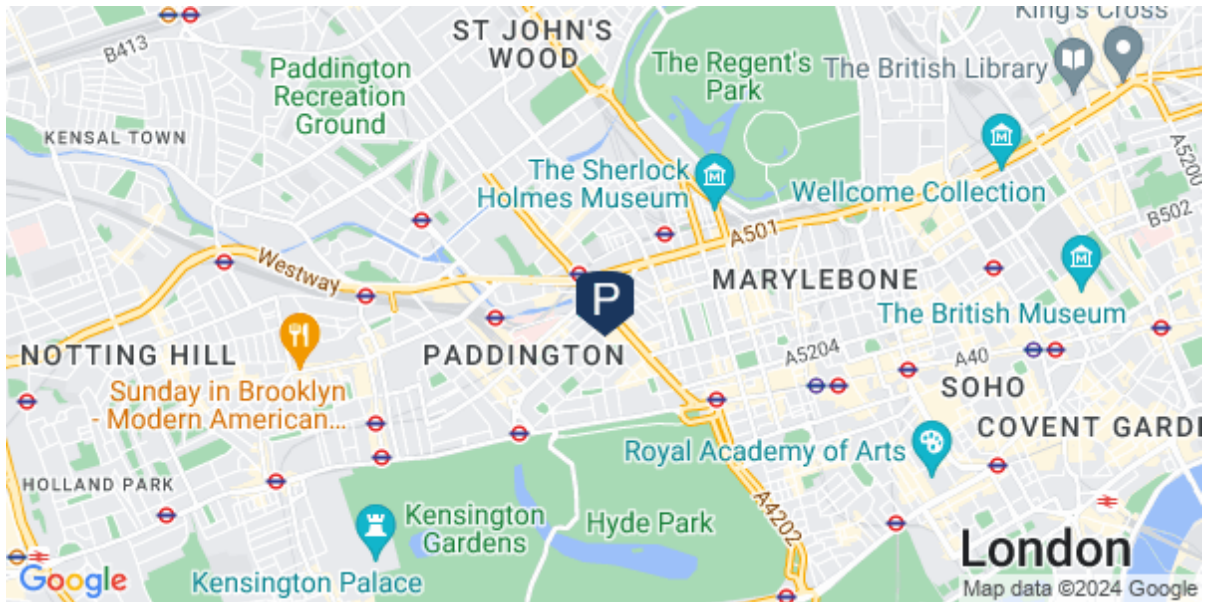 King's Cross
B413
ST JOHN'S
WOOD
Paddington
Recreation
Ground
The Regent's
Park
The British Library
KENSAL TOWN
A5200
The Sherlock
Holmes Museum
Wellcome Collection
B502
A501
Westway
MARYLEBONE
P
The British Museum
NOTTING HILL
PADDINGTON
A5204
A40
Sunday in Brooklyn
- Modern American...
SOHO
COVENT GARD
Royal Academy of Arts
HOLLAND PARK
A4202
Kensington
Gardens
Hyde Park
London
Kensington Palace
Google
Map data ©2024 Google